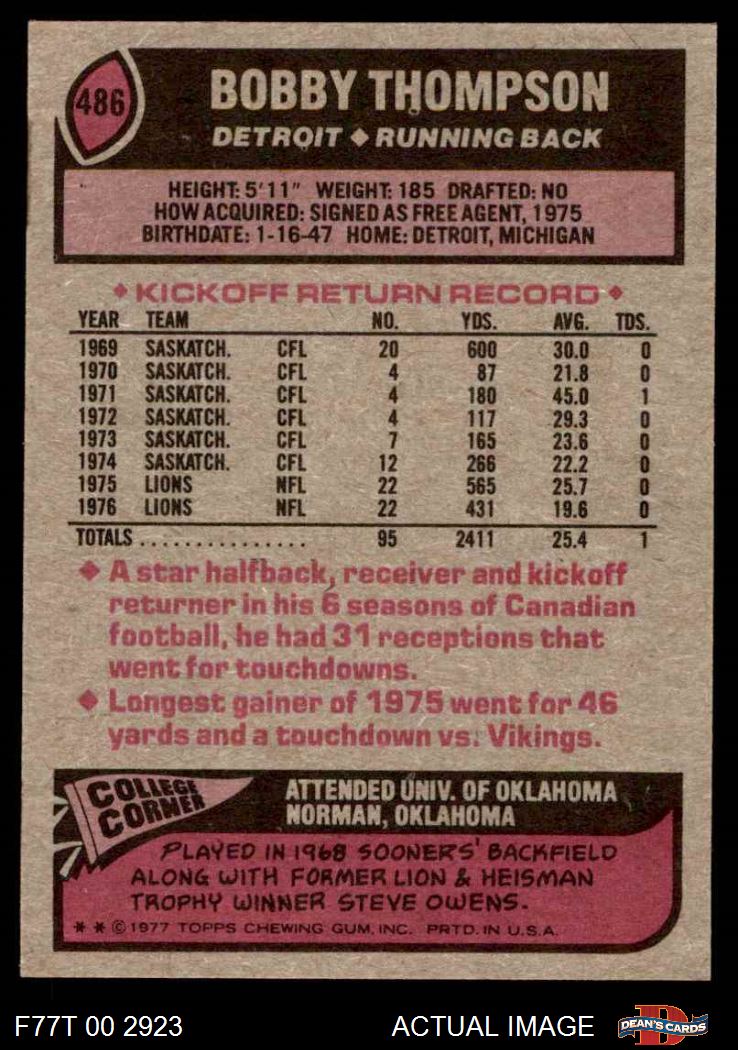 486
BOBBY THOMPSON
DETROIT ◆ RUNNING BACK
HEIGHT: 5'11" WEIGHT: 185 DRAFTED: NO
HOW ACQUIRED: SIGNED AS FREE AGENT, 1975
BIRTHDATE: 1-16-47 HOME: DETROIT, MICHIGAN
◆ KICKOFF RETURN RECORD ◆
YEAR TEAM NO. YDS. AVG. TDS.
1969 SASKATCH. CFL 20 600 30.0 0
1970 SASKATCH. CFL 4 87 21.8 0
1971 SASKATCH. CFL 4 180 45.0 1
1972 SASKATCH. CFL 4 117 29.3 0
1973 SASKATCH. CFL 7 165 23.6 0
1974 SASKATCH. CFL 12 266 22.2 0
1975 LIONS NFL 22 565 25.7 0
1976 LIONS NFL 22 431 19.6 0
TOTALS ................ 95 2411 25.4 1
◆ A star halfback, receiver and kickoff
returner in his 6 seasons of Canadian
football, he had 31 receptions that
went for touchdowns.
◆ Longest gainer of 1975 went for 46
yards and a touchdown vs. Vikings.
COLLEGE
CORNER
ATTENDED UNIV. OF OKLAHOMA
NORMAN, OKLAHOMA
PLAYED IN 1968 SOONERS' BACKFIELD
ALONG WITH FORMER LION & HEISMAN
TROPHY WINNER STEVE OWENS.
* * © 1977 TOPPS CHEWING GUM, INC. PRTD. IN U.S.A.
F77T 00 2923 ACTUAL IMAGE
D
DEAN'S CARDS